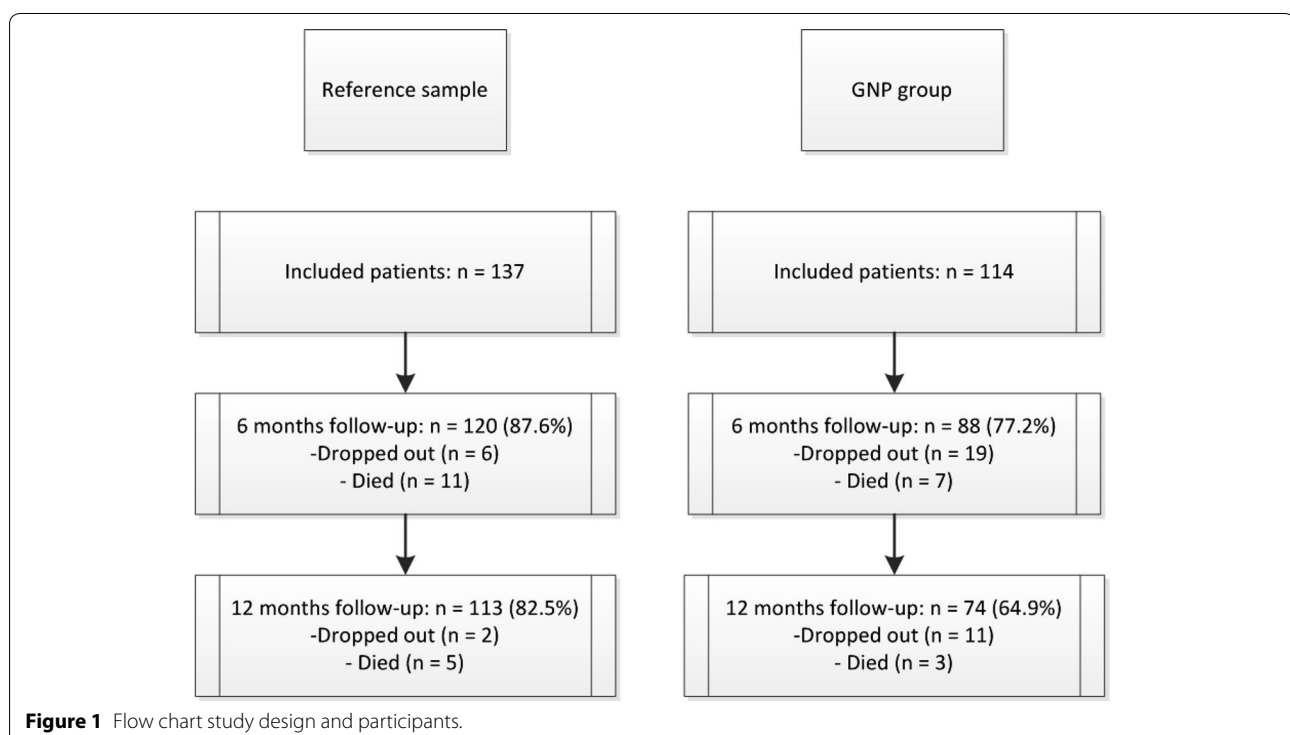 Reference sample
GNP group
Included patients: n = 137
Included patients: n = 114
6 months follow-up: n = 120 (87.6%)
-Dropped out (n = 6)
- Died (n = 11)
6 months follow-up: n = 88 (77.2%)
-Dropped out (n = 19)
- Died (n = 7)
12 months follow-up: n = 113 (82.5%)
-Dropped out (n = 2)
- Died (n = 5)
12 months follow-up: n = 74 (64.9%)
-Dropped out (n = 11)
- Died (n = 3)
Figure 1 Flow chart study design and participants.